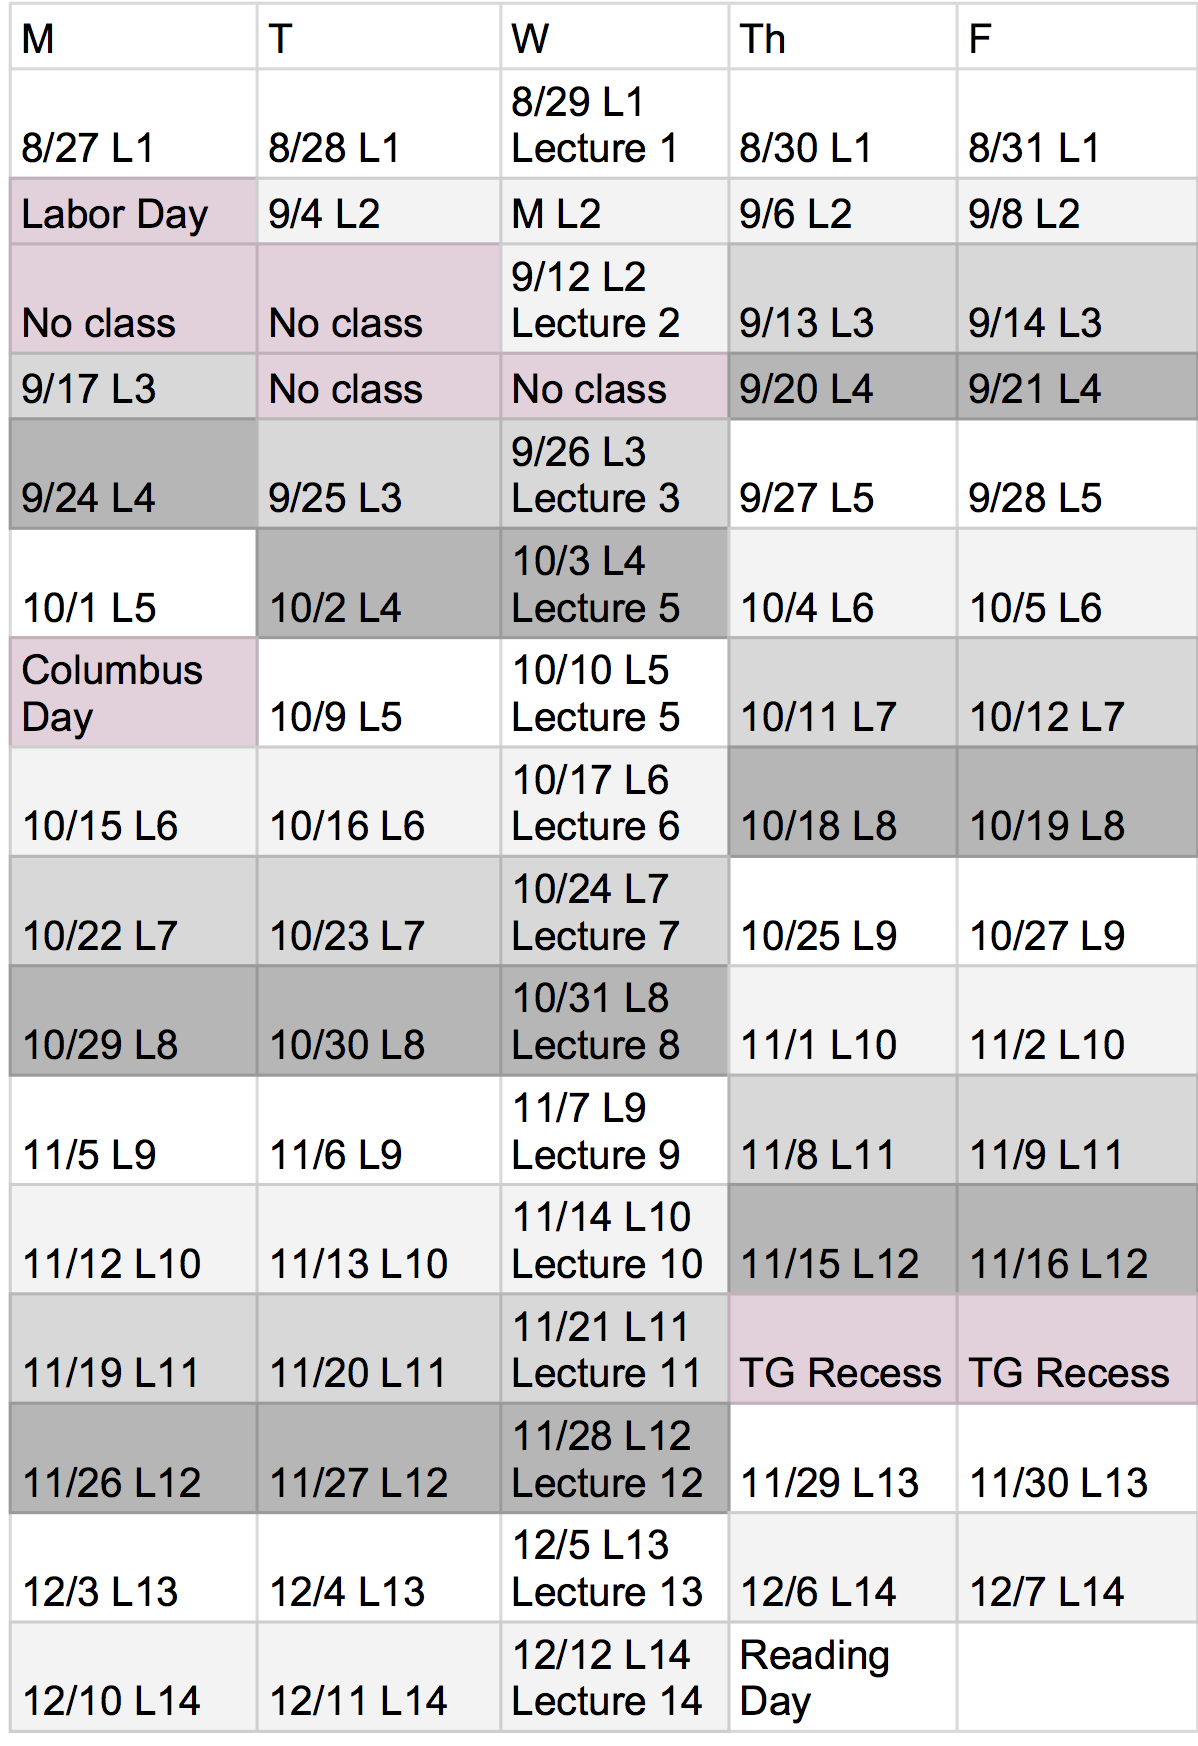 M T W Th F
8/27 L1 8/28 L1 8/29 L1
Lecture 1 8/30 L1 8/31 L1
Labor Day 9/4 L2 M L2 9/6 L2 9/8 L2
No class No class 9/12 L2
Lecture 2 9/13 L3 9/14 L3
9/17 L3 No class No class 9/20 L4 9/21 L4
9/24 L4 9/25 L3 9/26 L3
Lecture 3 9/27 L5 9/28 L5
10/1 L5 10/2 L4 10/3 L4
Lecture 5 10/4 L6 10/5 L6
Columbus
Day 10/9 L5 10/10 L5
Lecture 5 10/11 L7 10/12 L7
10/15 L6 10/16 L6 10/17 L6
Lecture 6 10/18 L8 10/19 L8
10/22 L7 10/23 L7 10/24 L7
Lecture 7 10/25 L9 10/27 L9
10/29 L8 10/30 L8 10/31 L8
Lecture 8 11/1 L10 11/2 L10
11/5 L9 11/6 L9 11/7 L9
Lecture 9 11/8 L11 11/9 L11
11/12 L10 11/13 L10 11/14 L10
Lecture 10 11/15 L12 11/16 L12
11/19 L11 11/20 L11 11/21 L11
Lecture 11 TG Recess TG Recess
11/26 L12 11/27 L12 11/28 L12
Lecture 12 11/29 L13 11/30 L13
12/3 L13 12/4 L13 12/5 L13
Lecture 13 12/6 L14 12/7 L14
12/10 L14 12/11 L14 12/12 L14
Lecture 14 Reading
Day